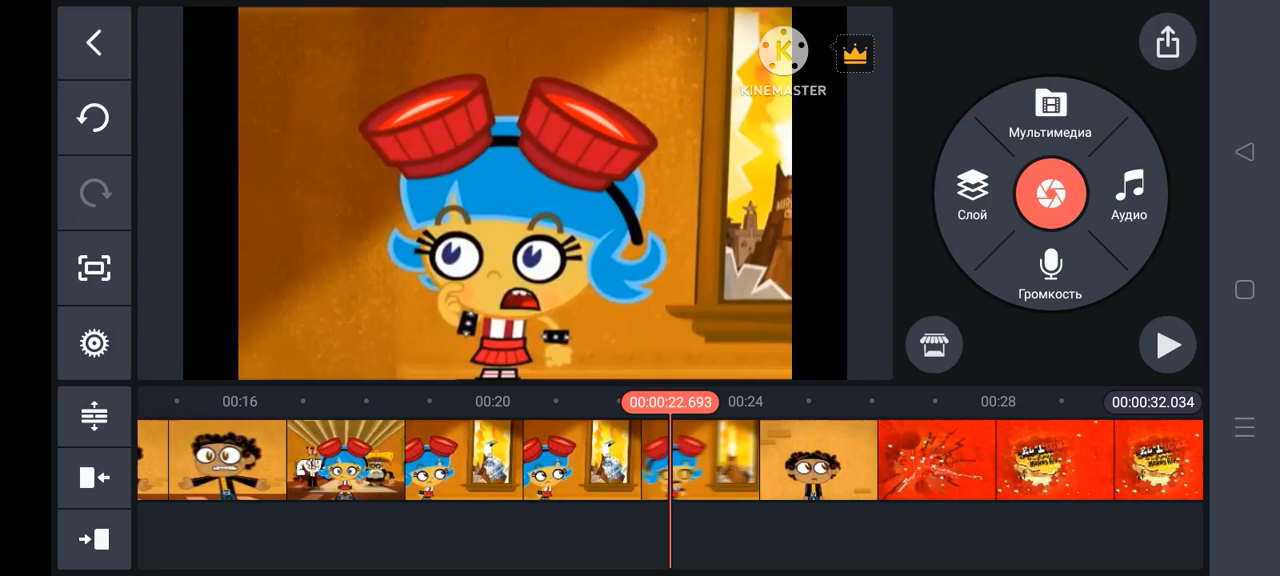 KINEMASTER
Мультимедиа
Слой
Аудио
Громкость
00:16
00:20
00:00:22.693
00:24
00:28
00:00:32.034